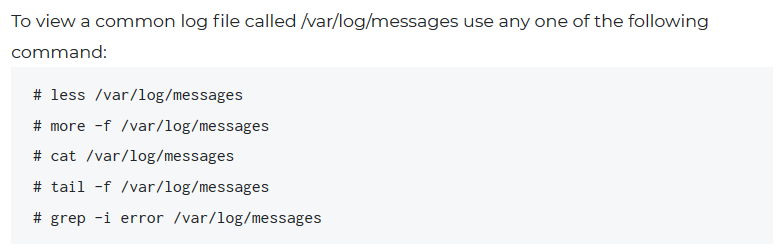 To view a common log file called /var/log/messages use any one of the following
command:
# less /var/log/messages
# more -f /var/log/messages
# cat /var/log/messages
# tail -f /var/log/messages
# grep -i error /var/log/messages